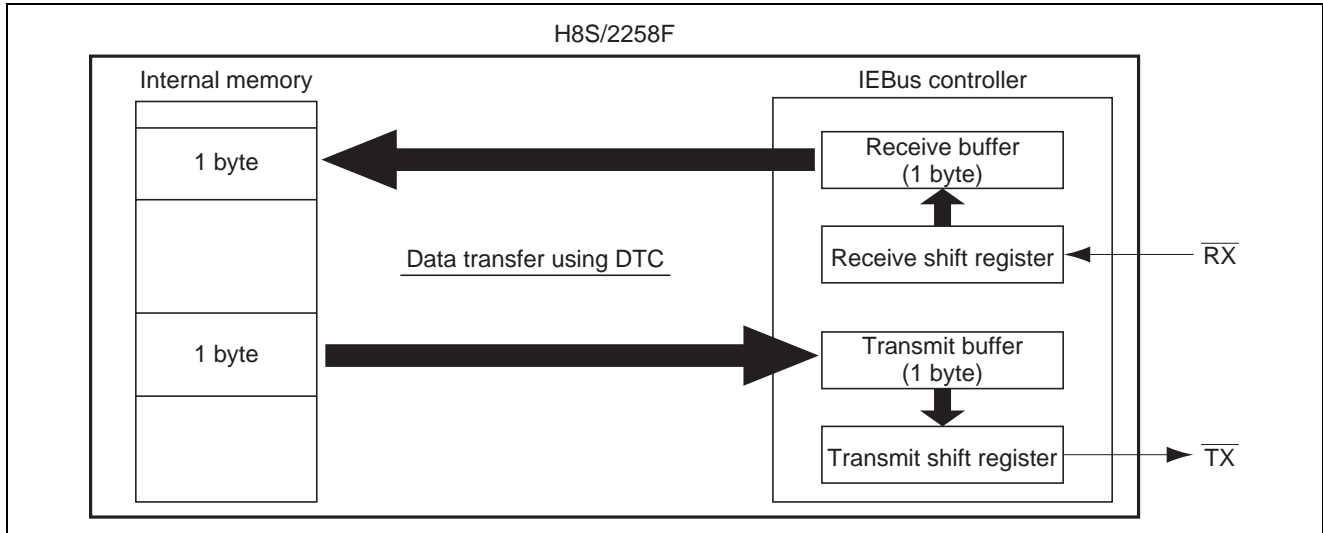 H8S/2258F
Internal memory
IEBus controller
1 byte
Receive buffer
(1 byte)
Data transfer using DTC
Receive shift register
RX
1 byte
Transmit buffer
(1 byte)
Transmit shift register
TX